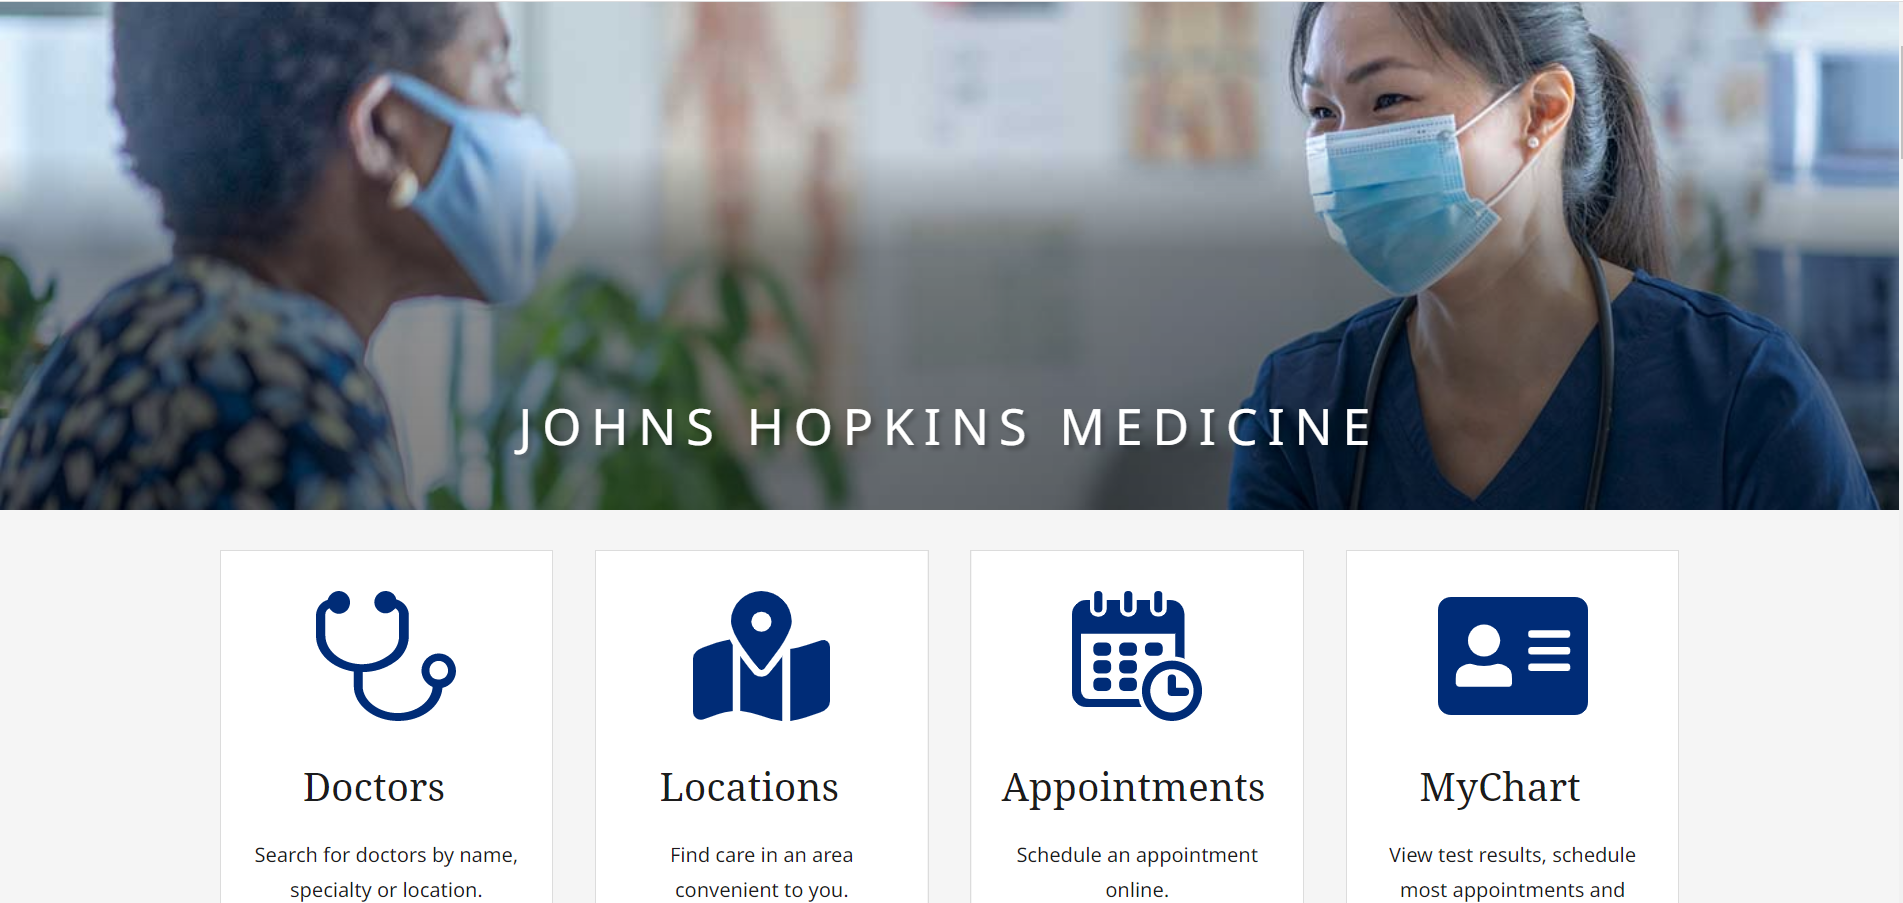 JOHNS HOPKINS MEDICINE
Doctors
Search for doctors by name,
specialty or location.
Locations
Find care in an area
convenient to you.
Appointments
Schedule an appointment
online.
MyChart
View test results, schedule
most appointments and